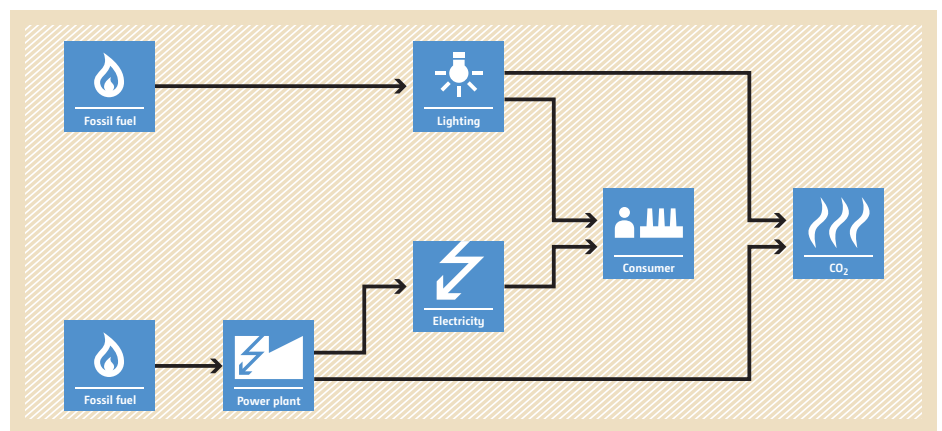 Fossil fuel
Lighting
Consumer
CO₂
Electricity
Fossil fuel
Power plant